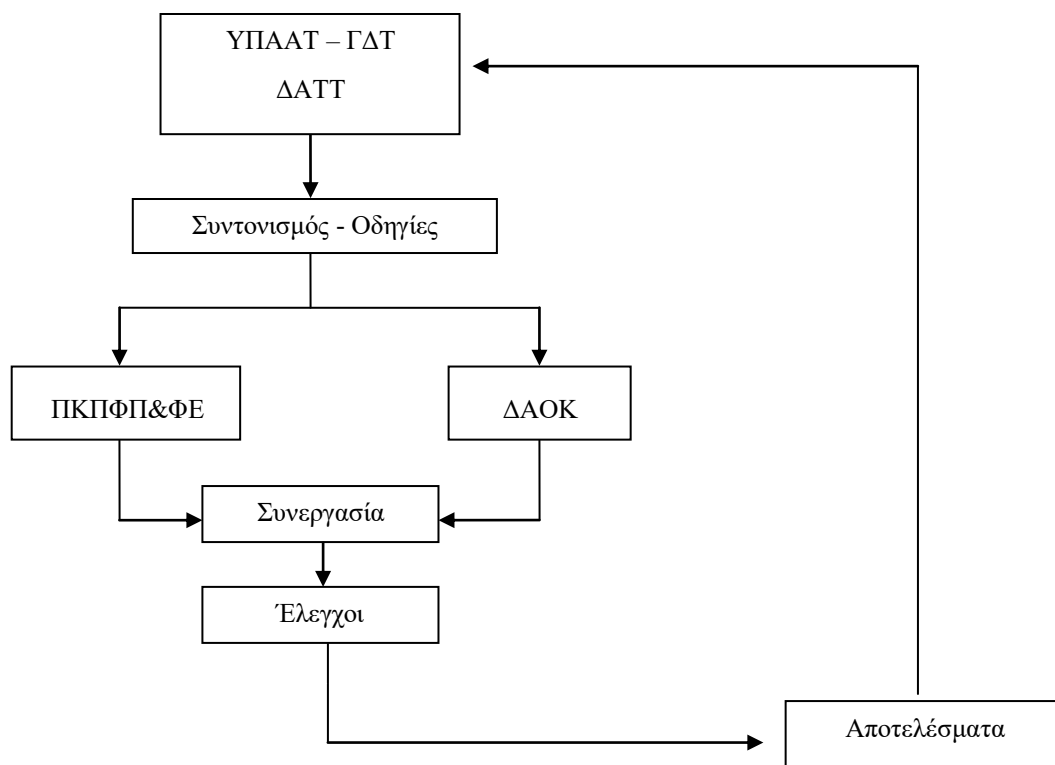 ΥΠΑΑΤ – ΓΔΤ
ΔΑΤΤ
Συντονισμός - Οδηγίες
ΠΚΠΦΠ&ΦΕ
ΔΑΟΚ
Συνεργασία
Έλεγχοι
Αποτελέσματα